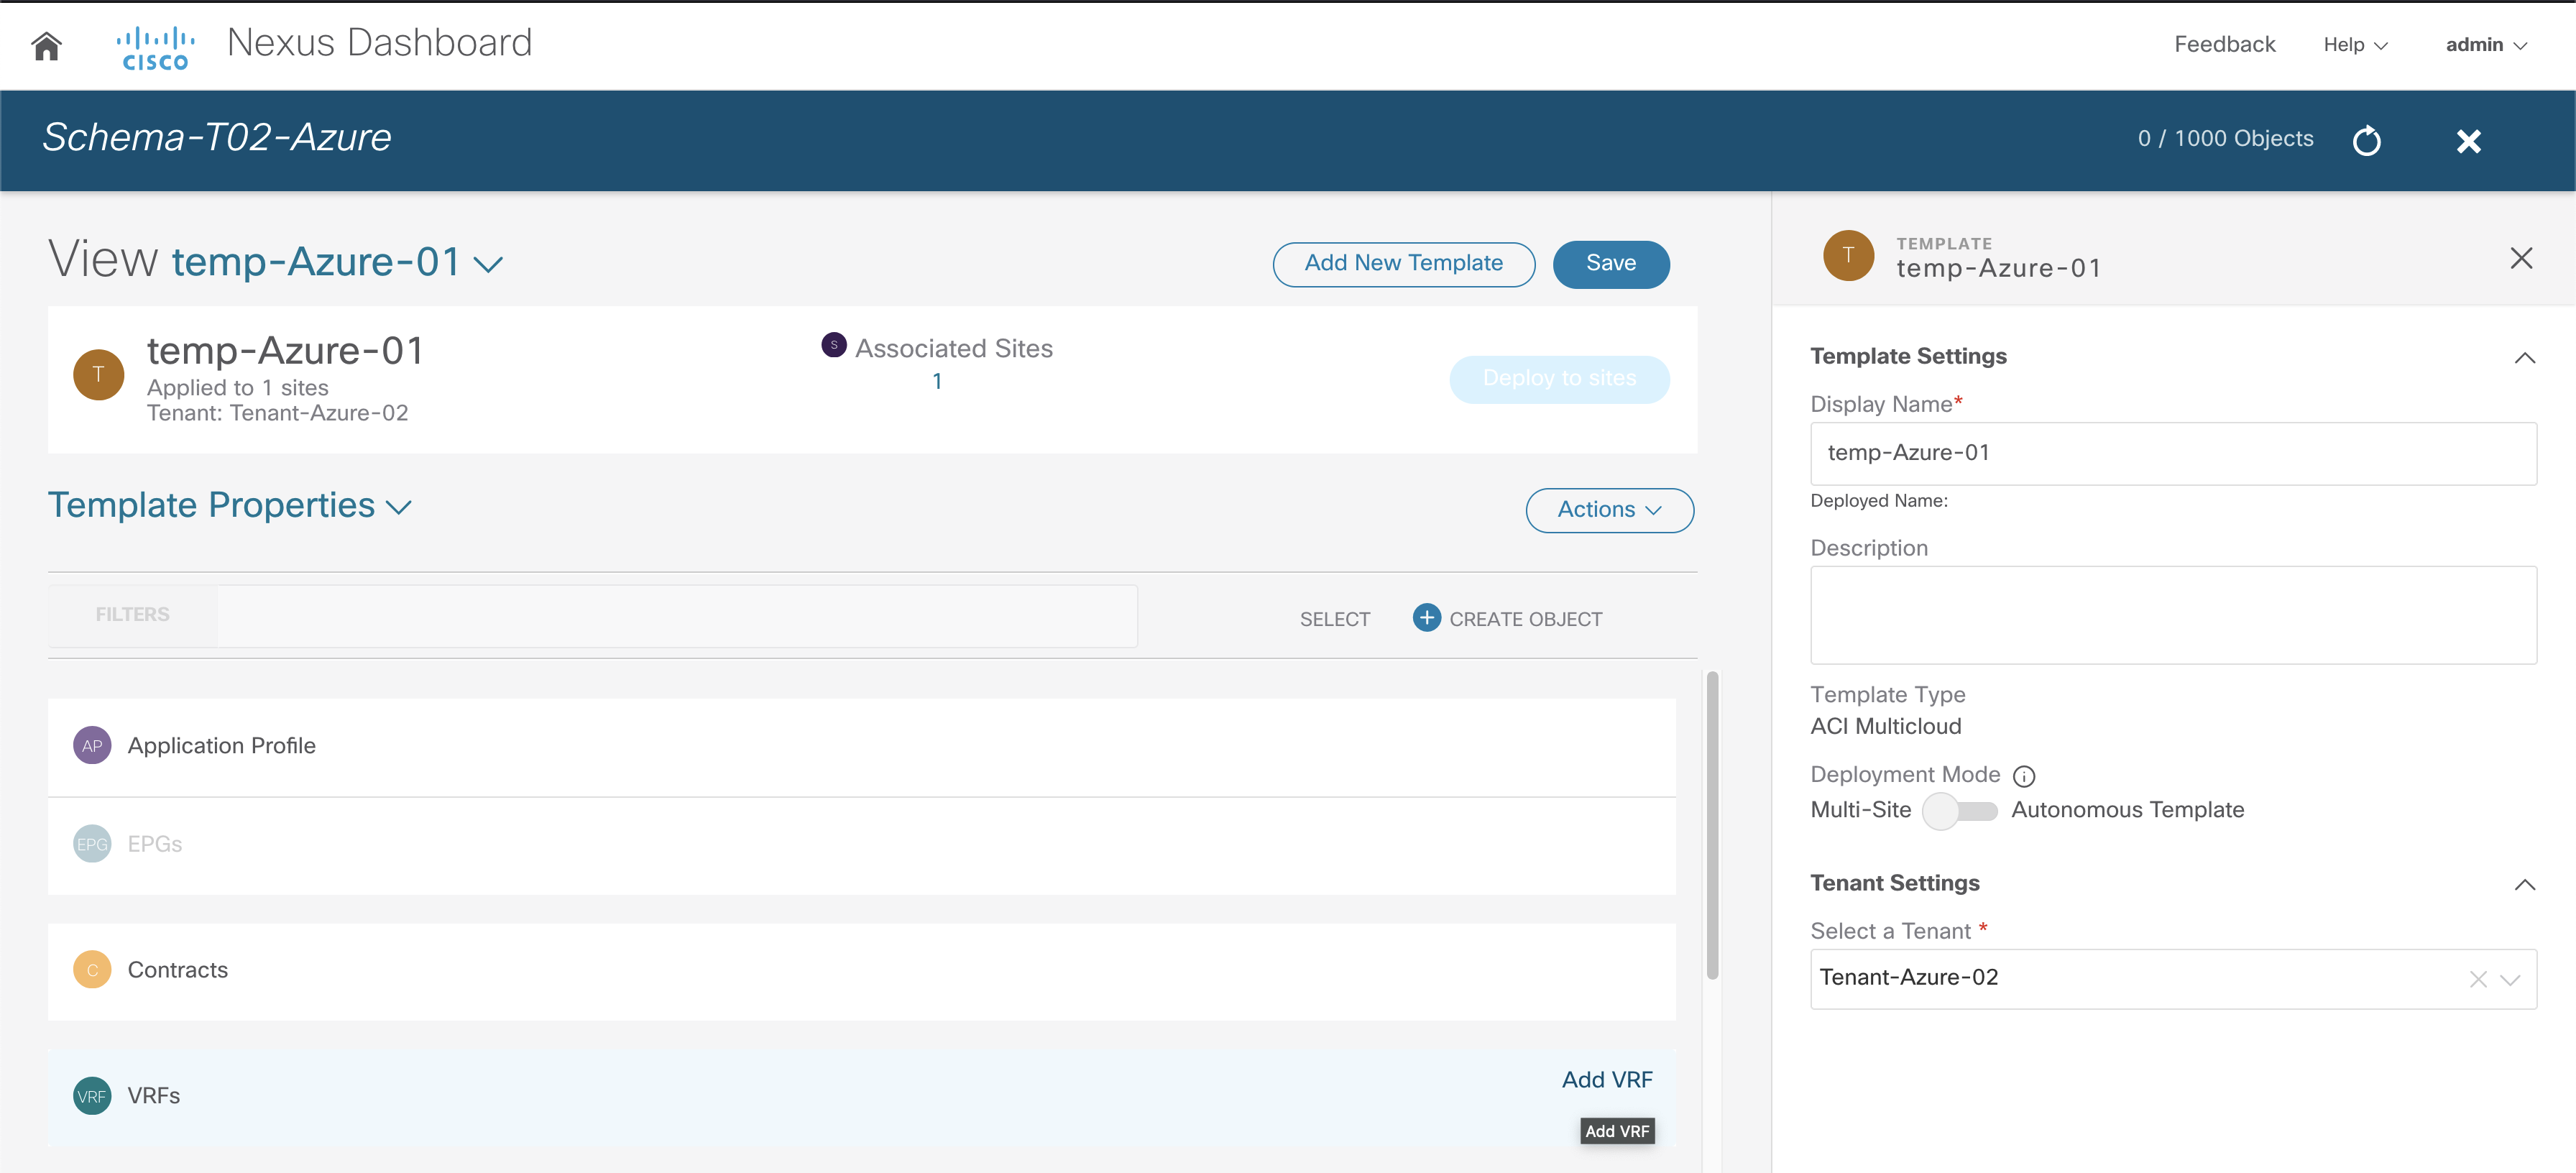 CISCO Nexus Dashboard Feedback Help admin
Schema-T02-Azure 0 / 1000 Objects
View temp-Azure-01 Add New Template Save
T temp-Azure-01
Applied to 1 sites
Tenant: Tenant-Azure-02
S Associated Sites
1
Deploy to sites
Template Properties Actions
FILTERS SELECT CREATE OBJECT
AP Application Profile
EPG EPGs
C Contracts
VRF VRFs Add VRF
Add VRF
T TEMPLATE
temp-Azure-01
Template Settings
Display Name*
temp-Azure-01
Deployed Name:
Description
Template Type
ACI Multicloud
Deployment Mode
Multi-Site Autonomous Template
Tenant Settings
Select a Tenant *
Tenant-Azure-02